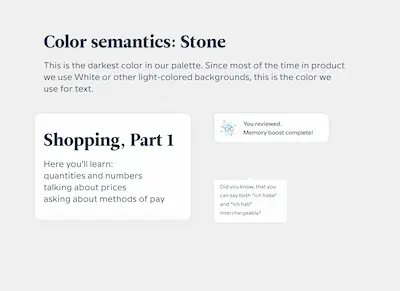 Color semantics: Stone
This is the darkest color in our palette. Since most of the time in product
we use White or other light-colored backgrounds, this is the color we
use for text.
Shopping, Part 1
Here you'll learn:
quantities and numbers
talking about prices
asking about methods of pay
You reviewed.
Memory boost complete!
Did you know, that you
can say both "Ich habe"
and "Ich hab"
interchangeably?